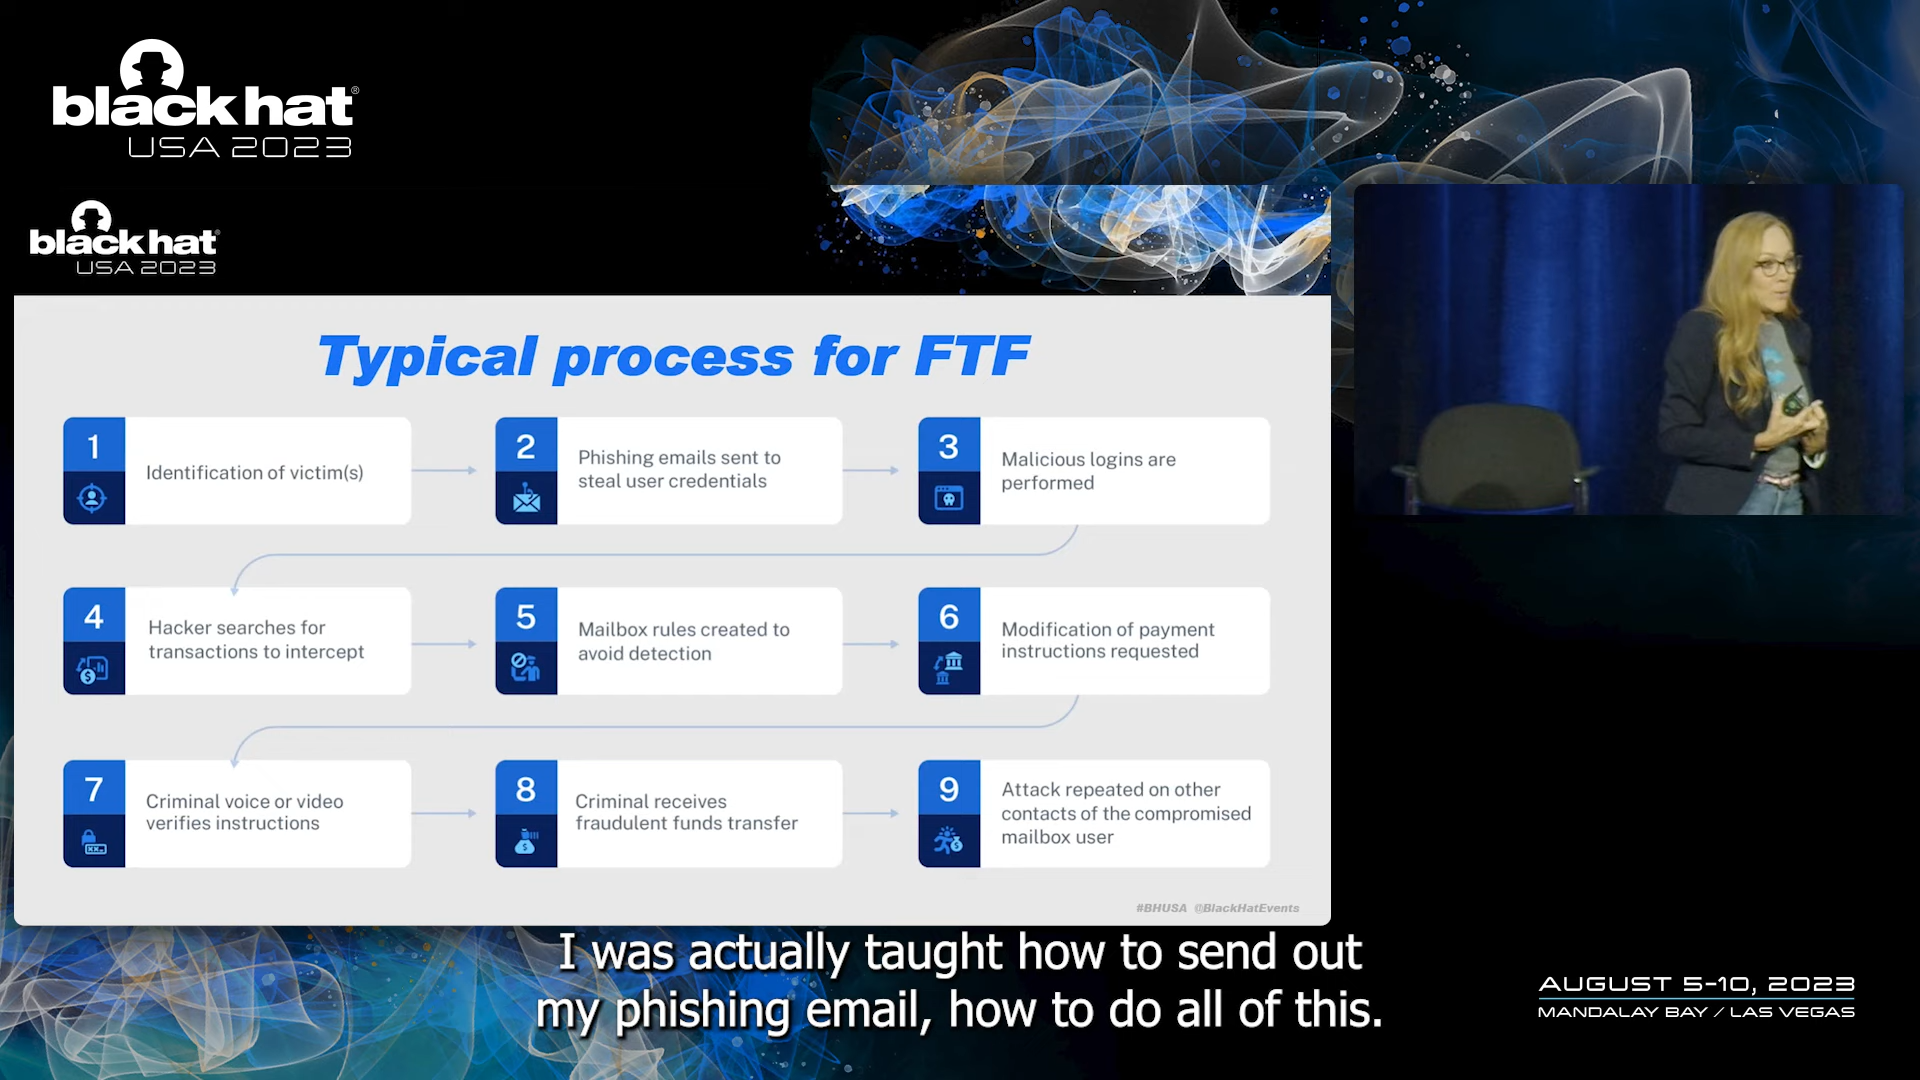 black hat®
USA 2023
black hat®
USA 2023
Typical process for FTF
1
Identification of victim(s)
2
Phishing emails sent to
steal user credentials
3
Malicious logins are
performed
4
Hacker searches for
transactions to intercept
5
Mailbox rules created to
avoid detection
6
Modification of payment
instructions requested
7
Criminal voice or video
verifies instructions
8
Criminal receives
fraudulent funds transfer
9
Attack repeated on other
contacts of the compromised
mailbox user
#BHUSA @BlackHatEvents
I was actually taught how to send out
my phishing email, how to do all of this.
AUGUST 5-10, 2023
MANDALAY BAY / LAS VEGAS